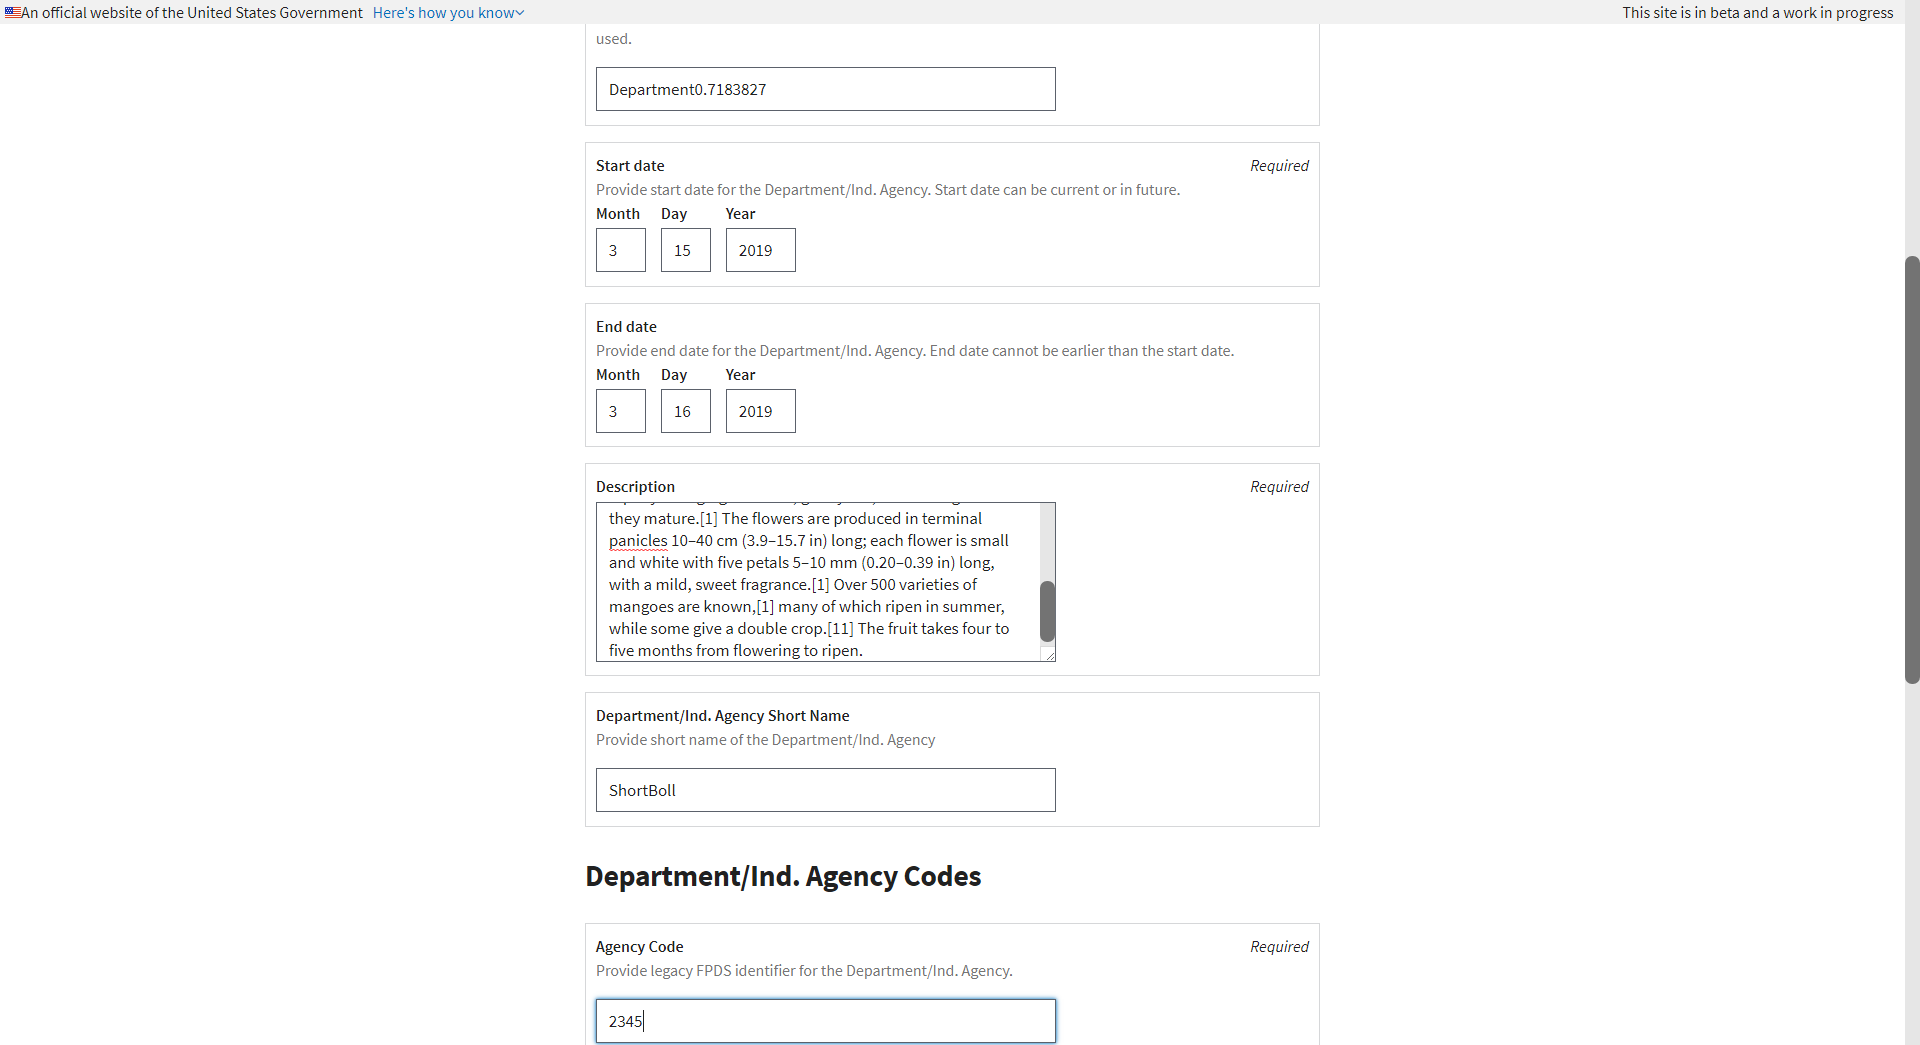 An official website of the United States Government Here's how you know
This site is in beta and a work in progress
used.
Department0.7183827
Start date
Required
Provide start date for the Department/Ind. Agency. Start date can be current or in future.
Month Day Year
3 15 2019
End date
Provide end date for the Department/Ind. Agency. End date cannot be earlier than the start date.
Month Day Year
3 16 2019
Description
Required
they mature.[1] The flowers are produced in terminal
panicles 10–40 cm (3.9–15.7 in) long; each flower is small
and white with five petals 5–10 mm (0.20–0.39 in) long,
with a mild, sweet fragrance.[1] Over 500 varieties of
mangoes are known,[1] many of which ripen in summer,
while some give a double crop.[11] The fruit takes four to
five months from flowering to ripen.
Department/Ind. Agency Short Name
Provide short name of the Department/Ind. Agency
ShortBoll
Department/Ind. Agency Codes
Agency Code
Required
Provide legacy FPDS identifier for the Department/Ind. Agency.
2345